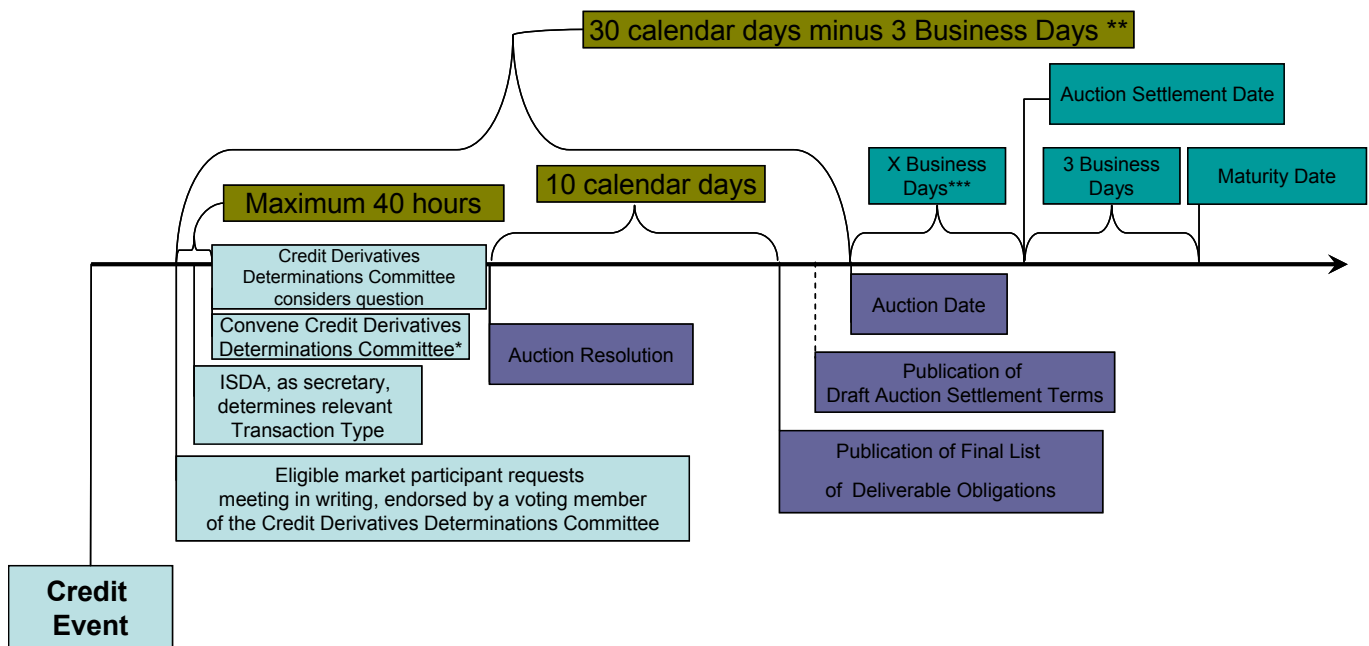 30 calendar days minus 3 Business Days **
Auction Settlement Date
X Business
Days***
3 Business
Days
Maturity Date
10 calendar days
Maximum 40 hours
Credit Derivatives
Determinations Committee
considers question
Convene Credit Derivatives
Determinations Committee*
ISDA, as secretary,
determines relevant
Transaction Type
Eligible market participant requests
meeting in writing, endorsed by a voting member
of the Credit Derivatives Determinations Committee
Auction Resolution
Auction Date
Publication of
Draft Auction Settlement Terms
Publication of Final List
of Deliverable Obligations
Credit
Event